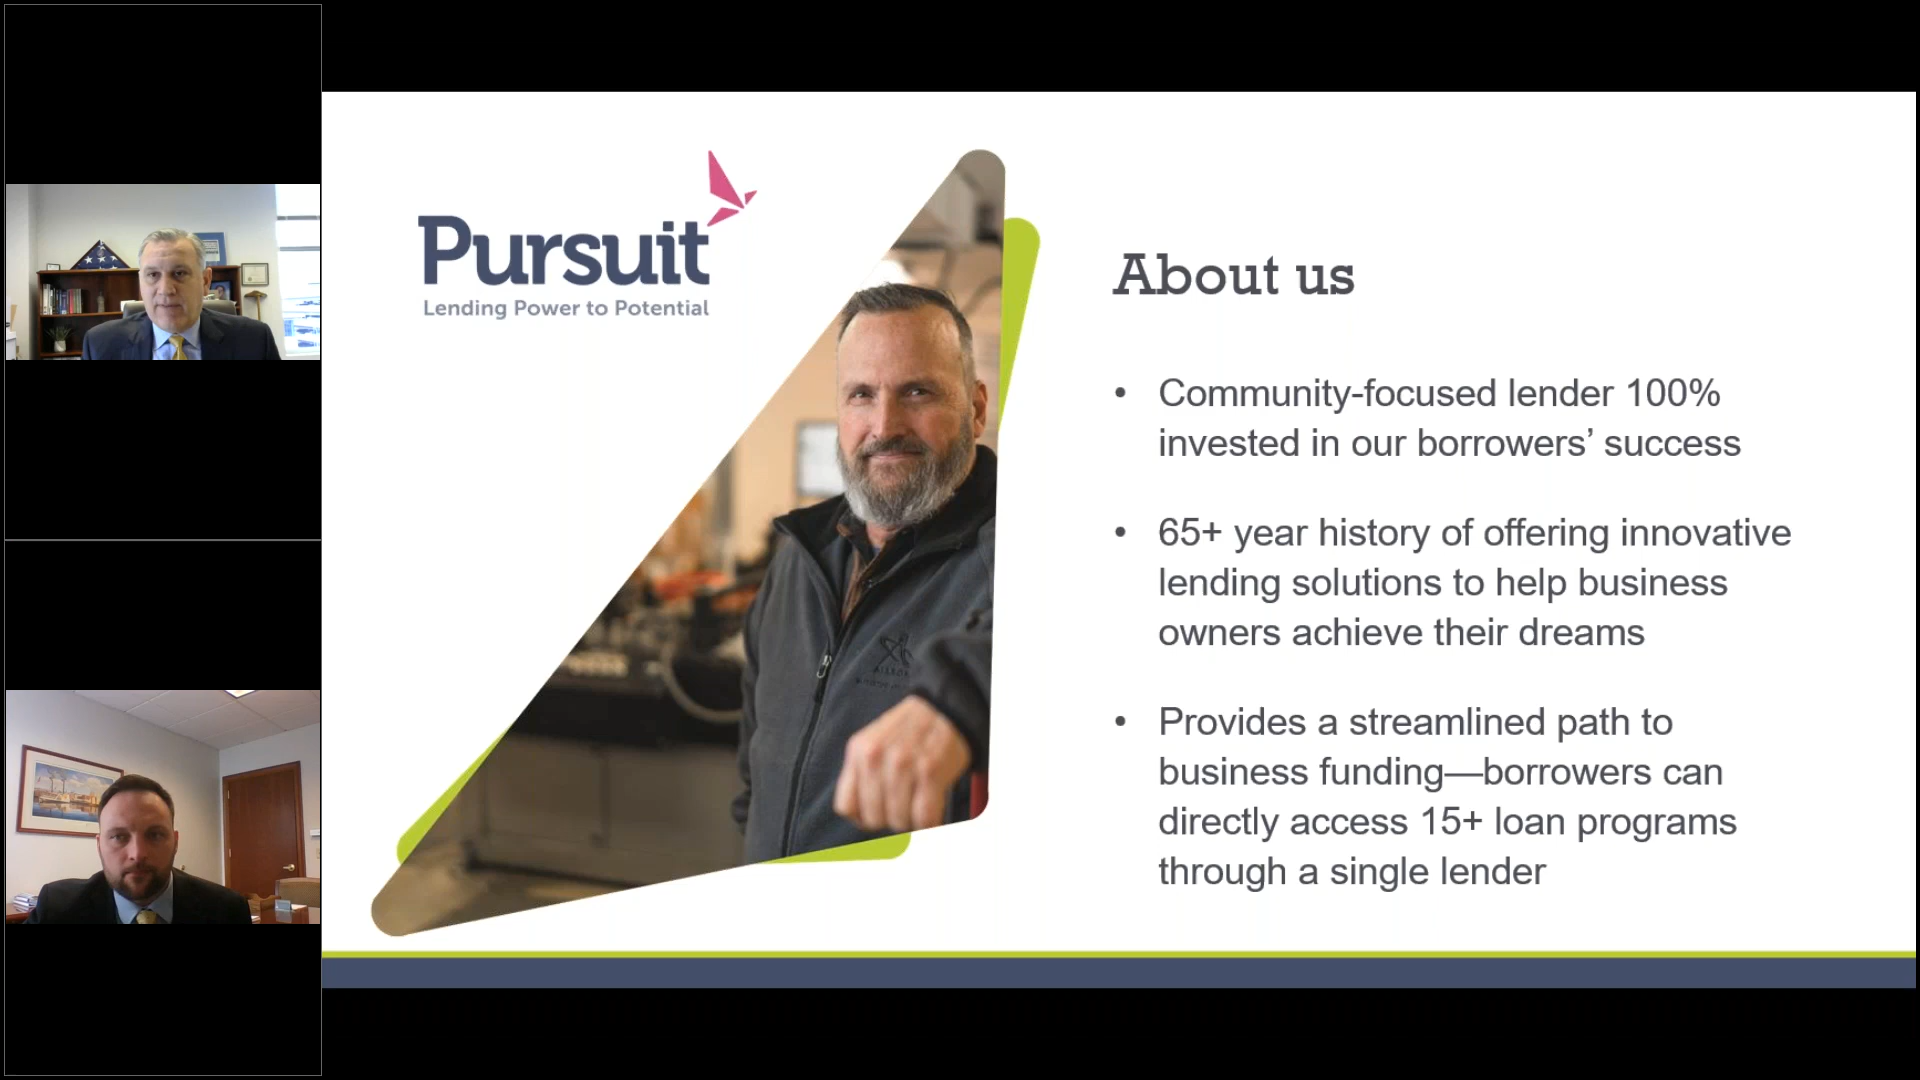 Pursuit
Lending Power to Potential
About us
• Community-focused lender 100%
invested in our borrowers’ success
• 65+ year history of offering innovative
lending solutions to help business
owners achieve their dreams
• Provides a streamlined path to
business funding—borrowers can
directly access 15+ loan programs
through a single lender